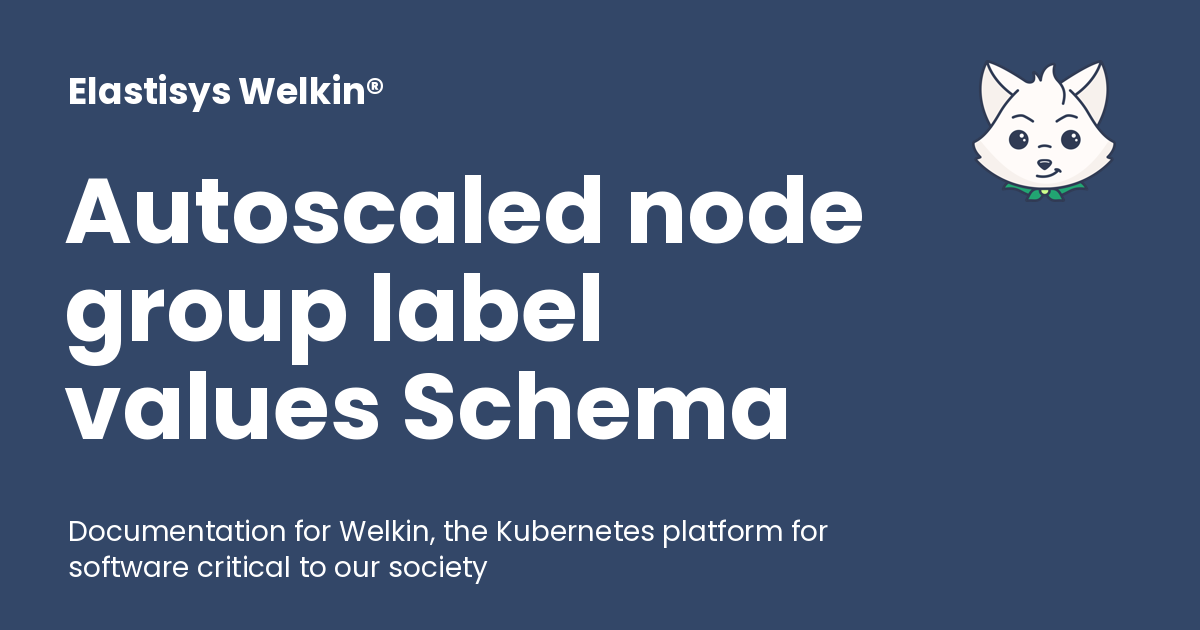 Elastisys Welkin®
Autoscaled node
group label
values Schema
Documentation for Welkin, the Kubernetes platform for
software critical to our society